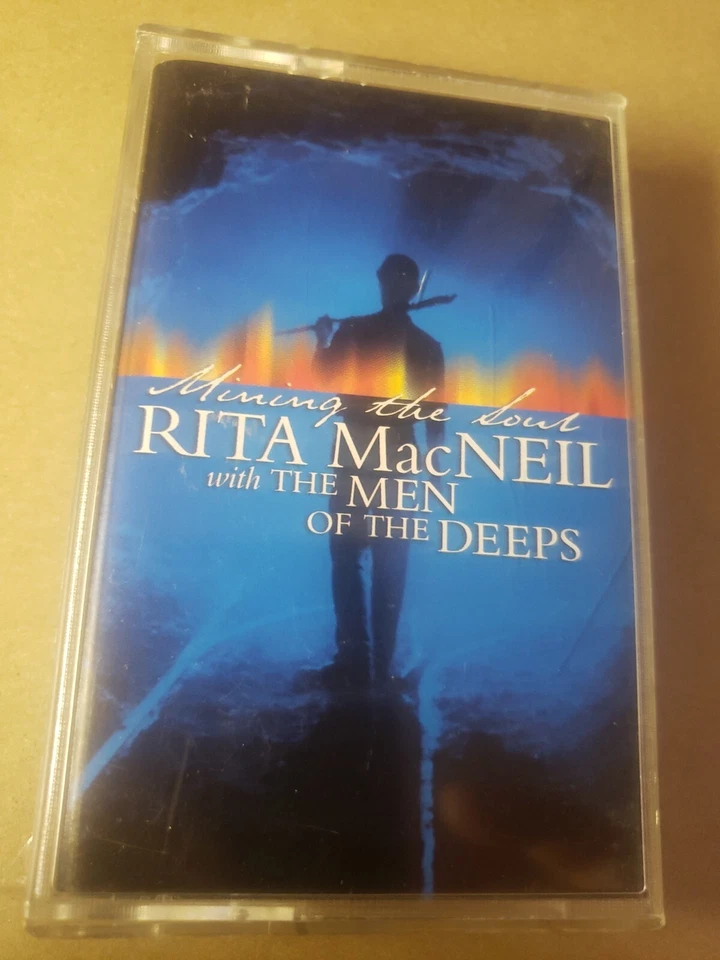 Mining the Soul
RITA MacNEIL
with THE MEN
OF THE DEEPS